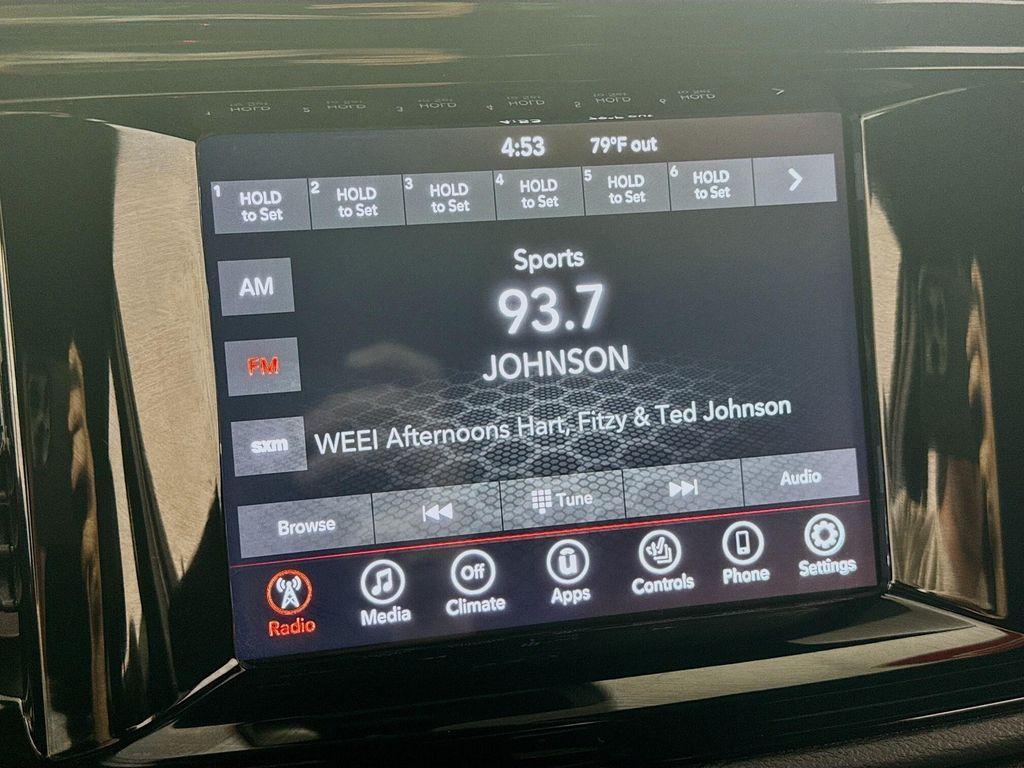 4:53 79°F out
1 HOLD to Set 2 HOLD to Set 3 HOLD to Set 4 HOLD to Set 5 HOLD to Set 6 HOLD to Set
Sports
AM
93.7
FM
JOHNSON
sxm
WEEI Afternoons Hart, Fitzy & Ted Johnson
Browse Tune Audio
Off
Radio Media Climate Apps Controls Phone Settings